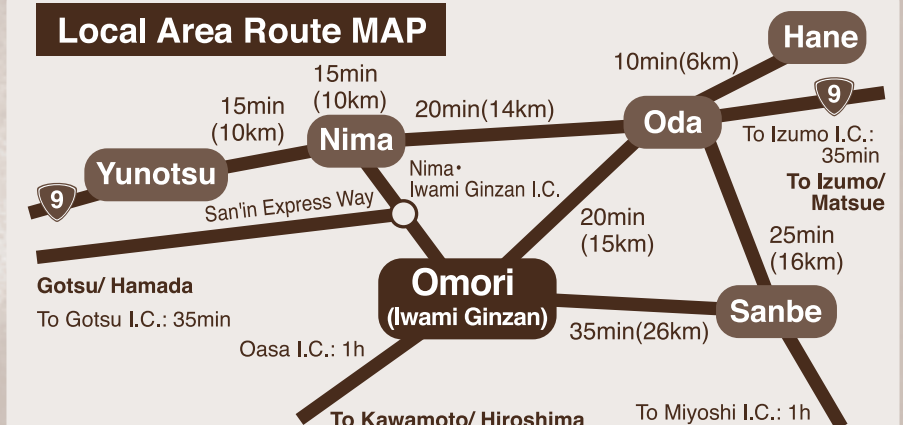 Local Area Route MAP
Hane
10min(6km)
15min
(10km)
9
15min
(10km)
20min(14km)
Nima
Oda
To Izumo I.C.:
35min
Yunotsu
Nima・
Iwami Ginzan I.C.
To Izumo/
Matsue
9
San'in Express Way
20min
(15km)
25min
(16km)
Gotsu/ Hamada
To Gotsu I.C.: 35min
Omori
(Iwami Ginzan)
Sanbe
35min(26km)
Oasa I.C.: 1h
To Kawamoto/ Hiroshima
To Miyoshi I.C.: 1h